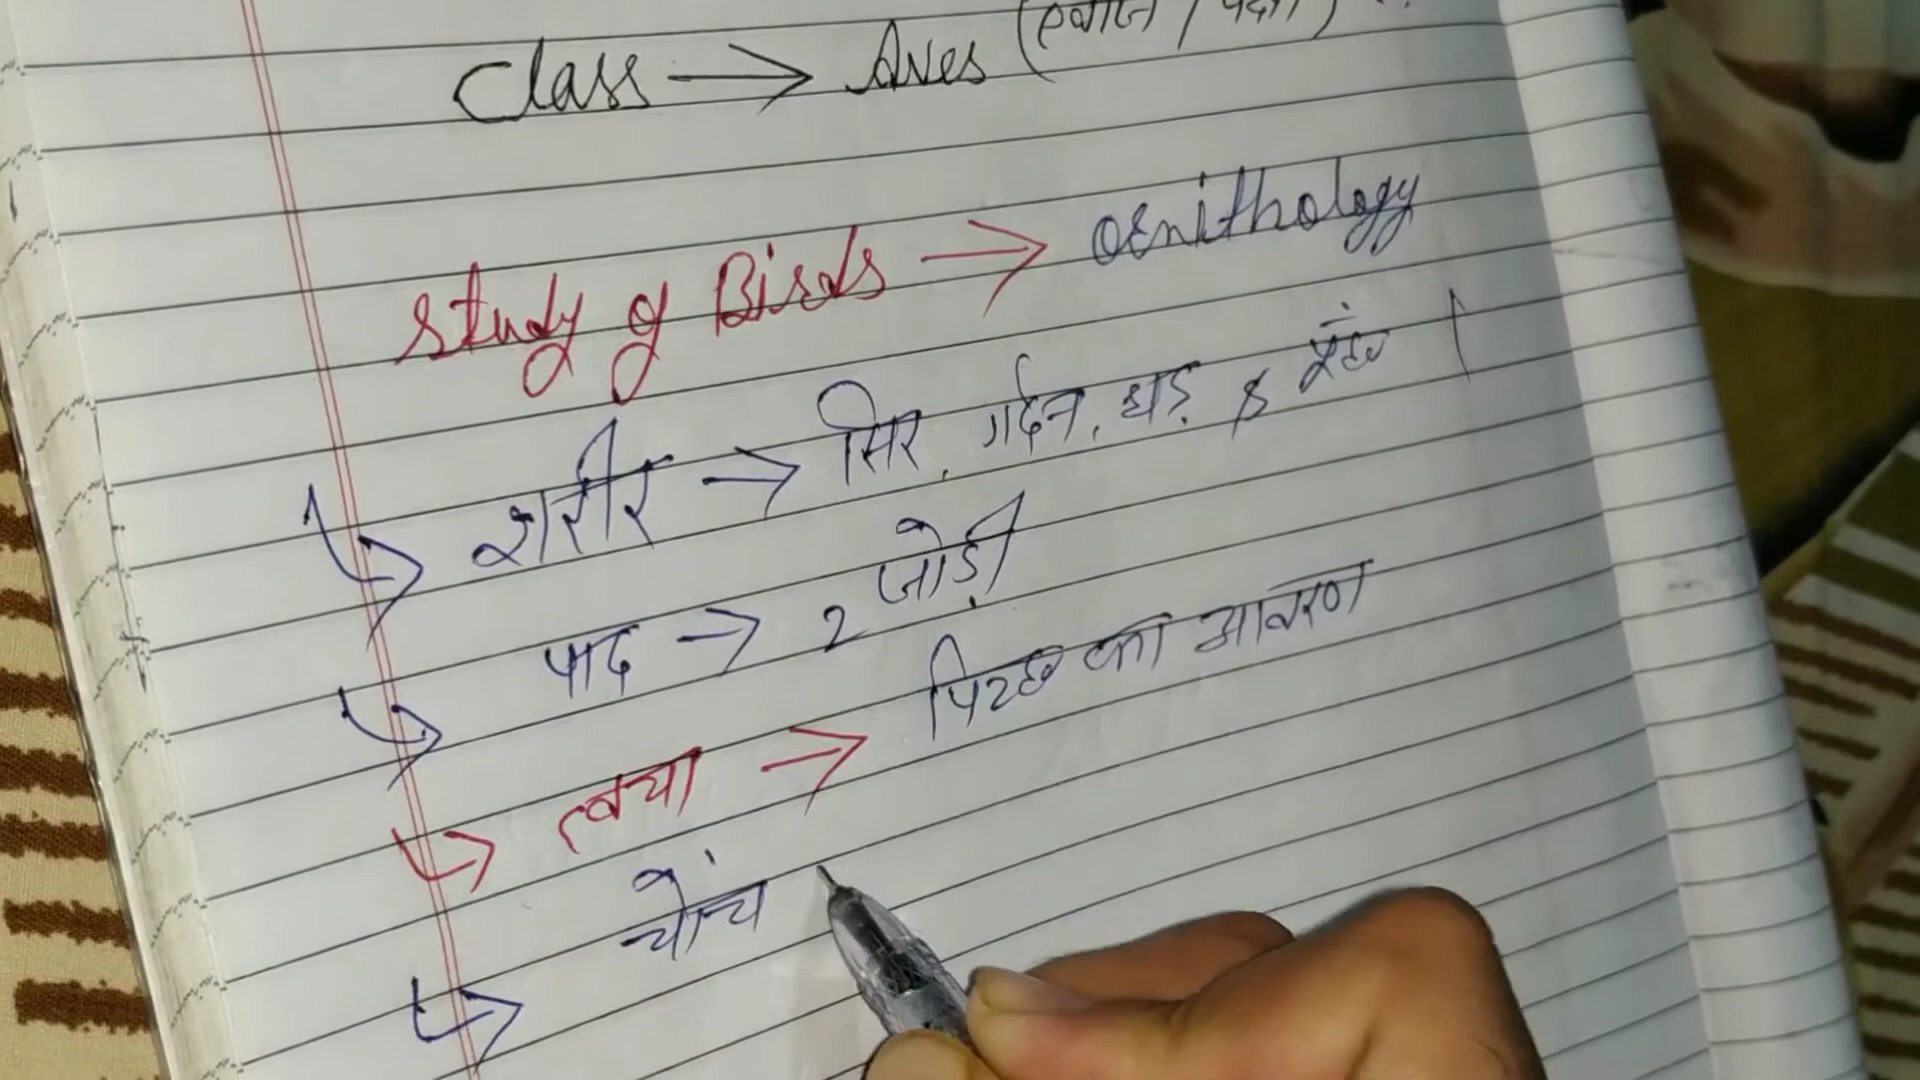 Class → Aves (
Study of Birds → Ornithology
शरीर → सिर, गर्दन, धड़ &
पाद → 2 जोड़ी
त्वचा → पिच्छ का आवरण
चोंच